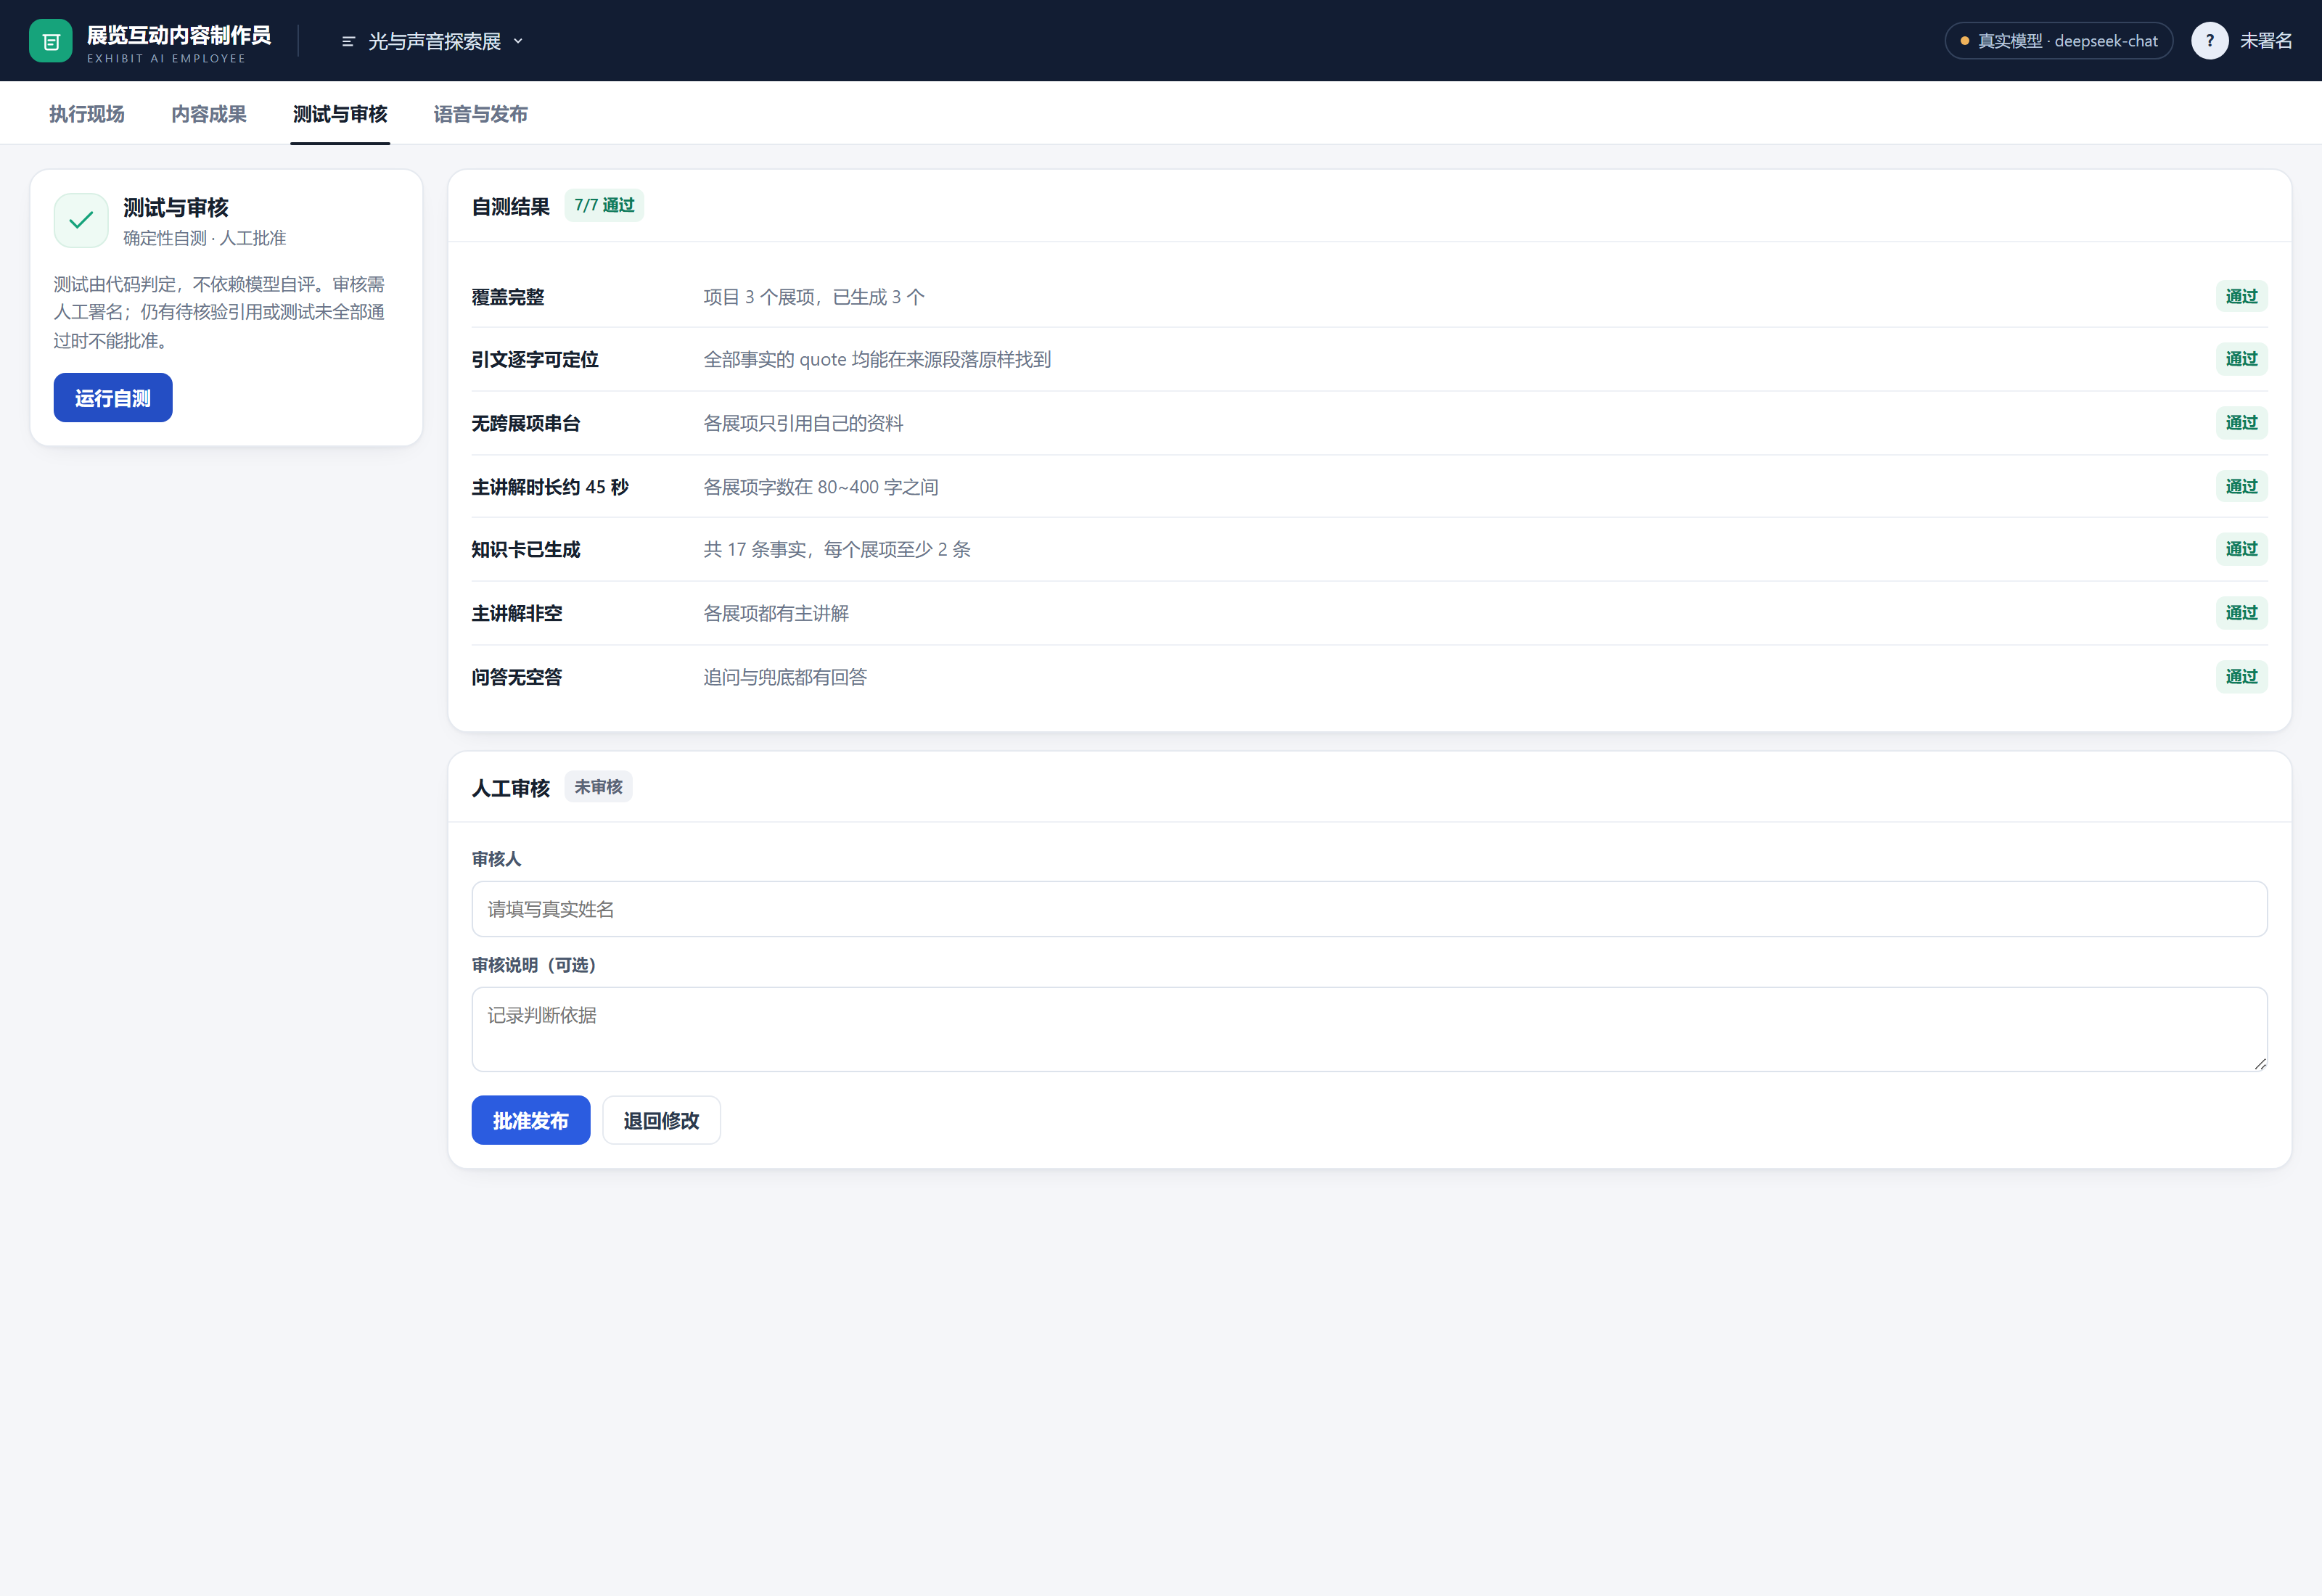 展览互动内容制作员
EXHIBIT AI EMPLOYEE
光与声音探索展
真实模型 · deepseek-chat
?
未署名
执行现场
内容成果
测试与审核
语音与发布
测试与审核
确定性自测 · 人工批准
测试由代码判定，不依赖模型自评。审核需
人工署名；仍有待核验引用或测试未全部通
过时不能批准。
运行自测
自测结果
7/7 通过
覆盖完整
项目 3 个展项，已生成 3 个
通过
引文逐字可定位
全部事实的 quote 均能在来源段落原样找到
通过
无跨展项串台
各展项只引用自己的资料
通过
主讲解时长约 45 秒
各展项字数在 80~400 字之间
通过
知识卡已生成
共 17 条事实，每个展项至少 2 条
通过
主讲解非空
各展项都有主讲解
通过
问答无空答
追问与兜底都有回答
通过
人工审核
未审核
审核人
请填写真实姓名
审核说明（可选）
记录判断依据
批准发布
退回修改